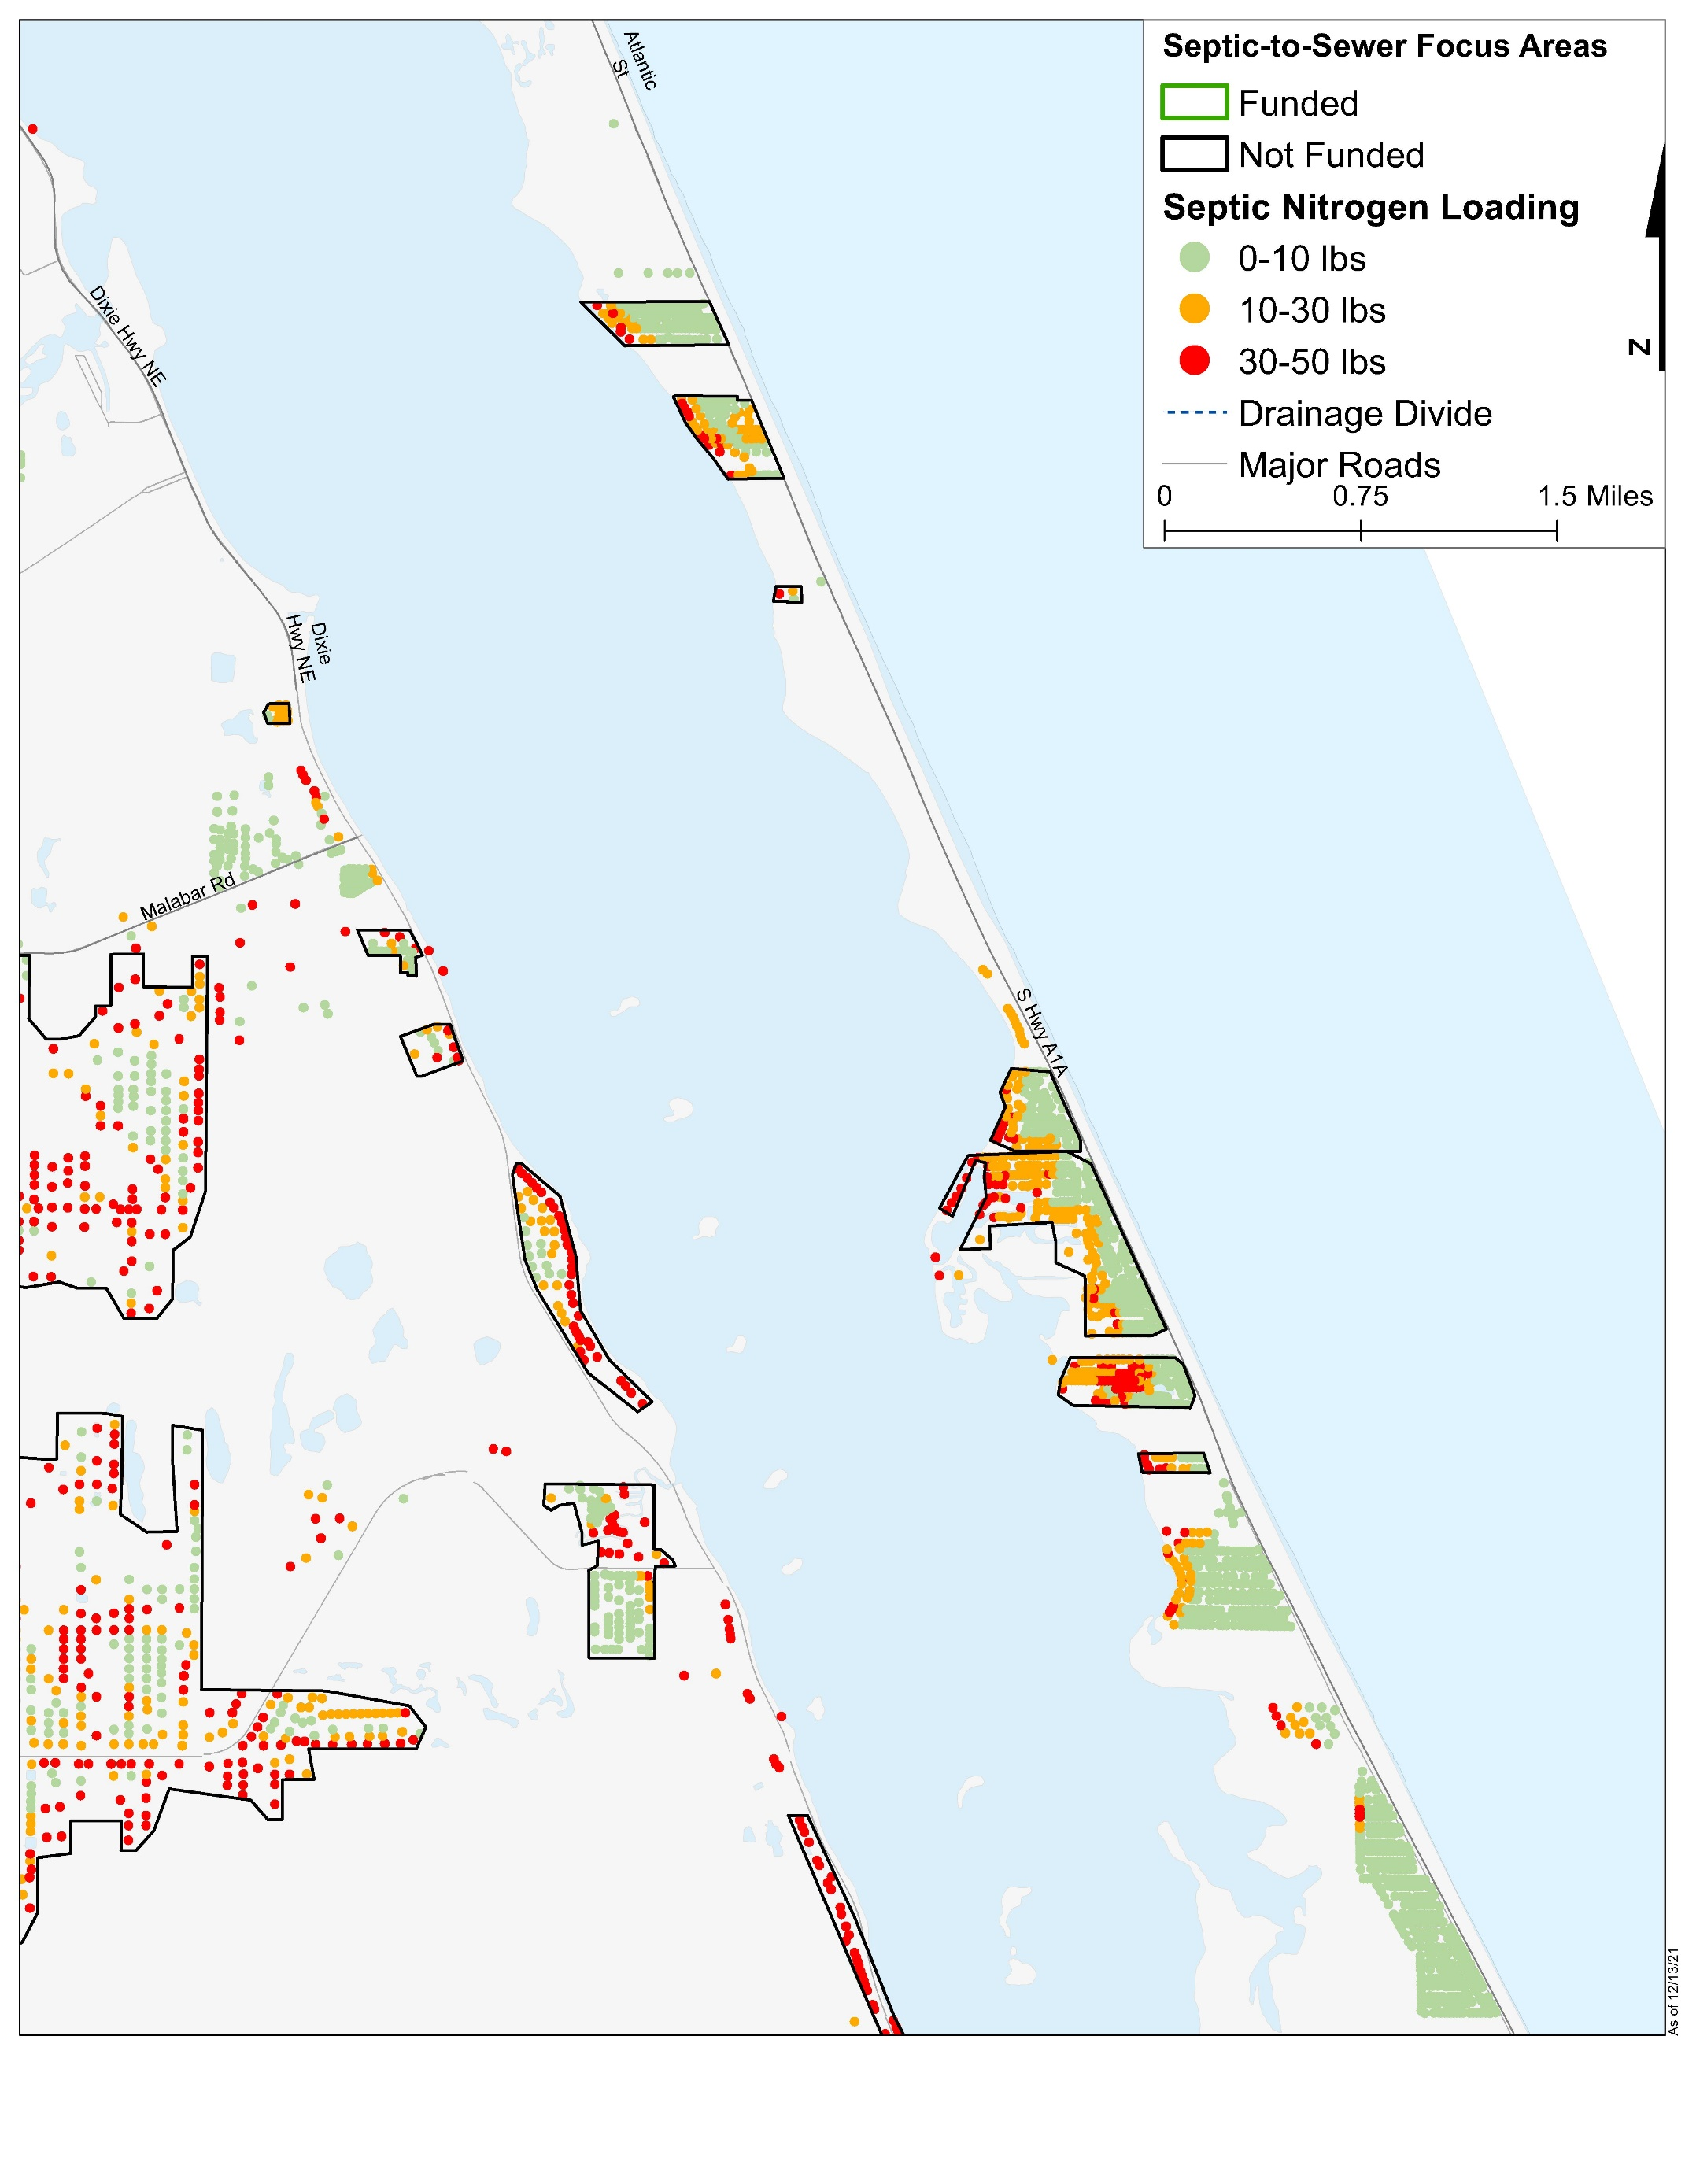 Atlantic
St
Septic-to-Sewer Focus Areas
Funded
Not Funded
Septic Nitrogen Loading
0-10 lbs
10-30 lbs
30-50 lbs
Drainage Divide
Major Roads
0 0.75 1.5 Miles
N
Dixie Hwy NE
Dixie
Hwy NE
Malabar Rd
S Hwy A1A
As of 12/13/21